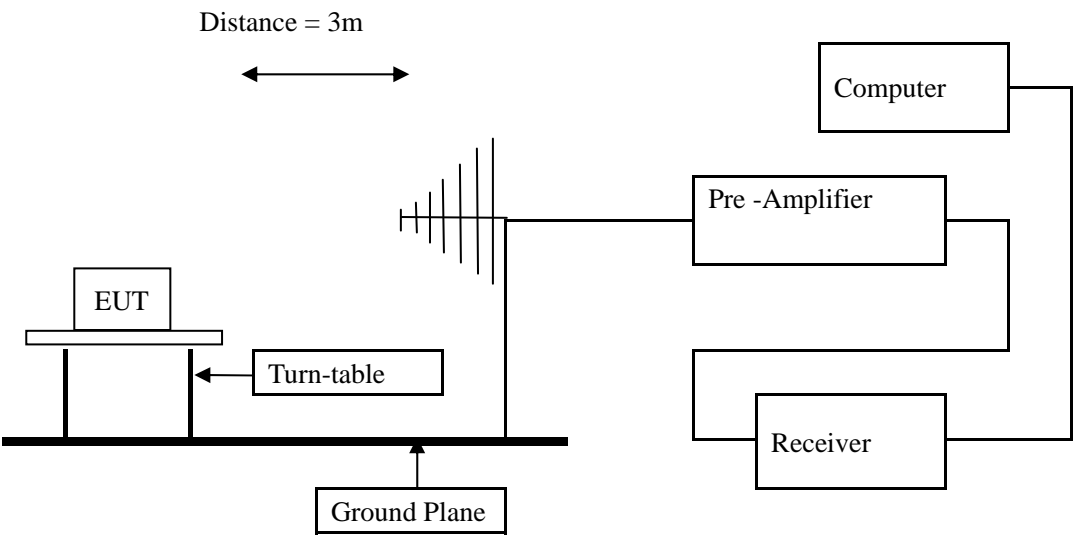 Distance = 3m
Computer
Pre -Amplifier
EUT
Turn-table
Receiver
Ground Plane